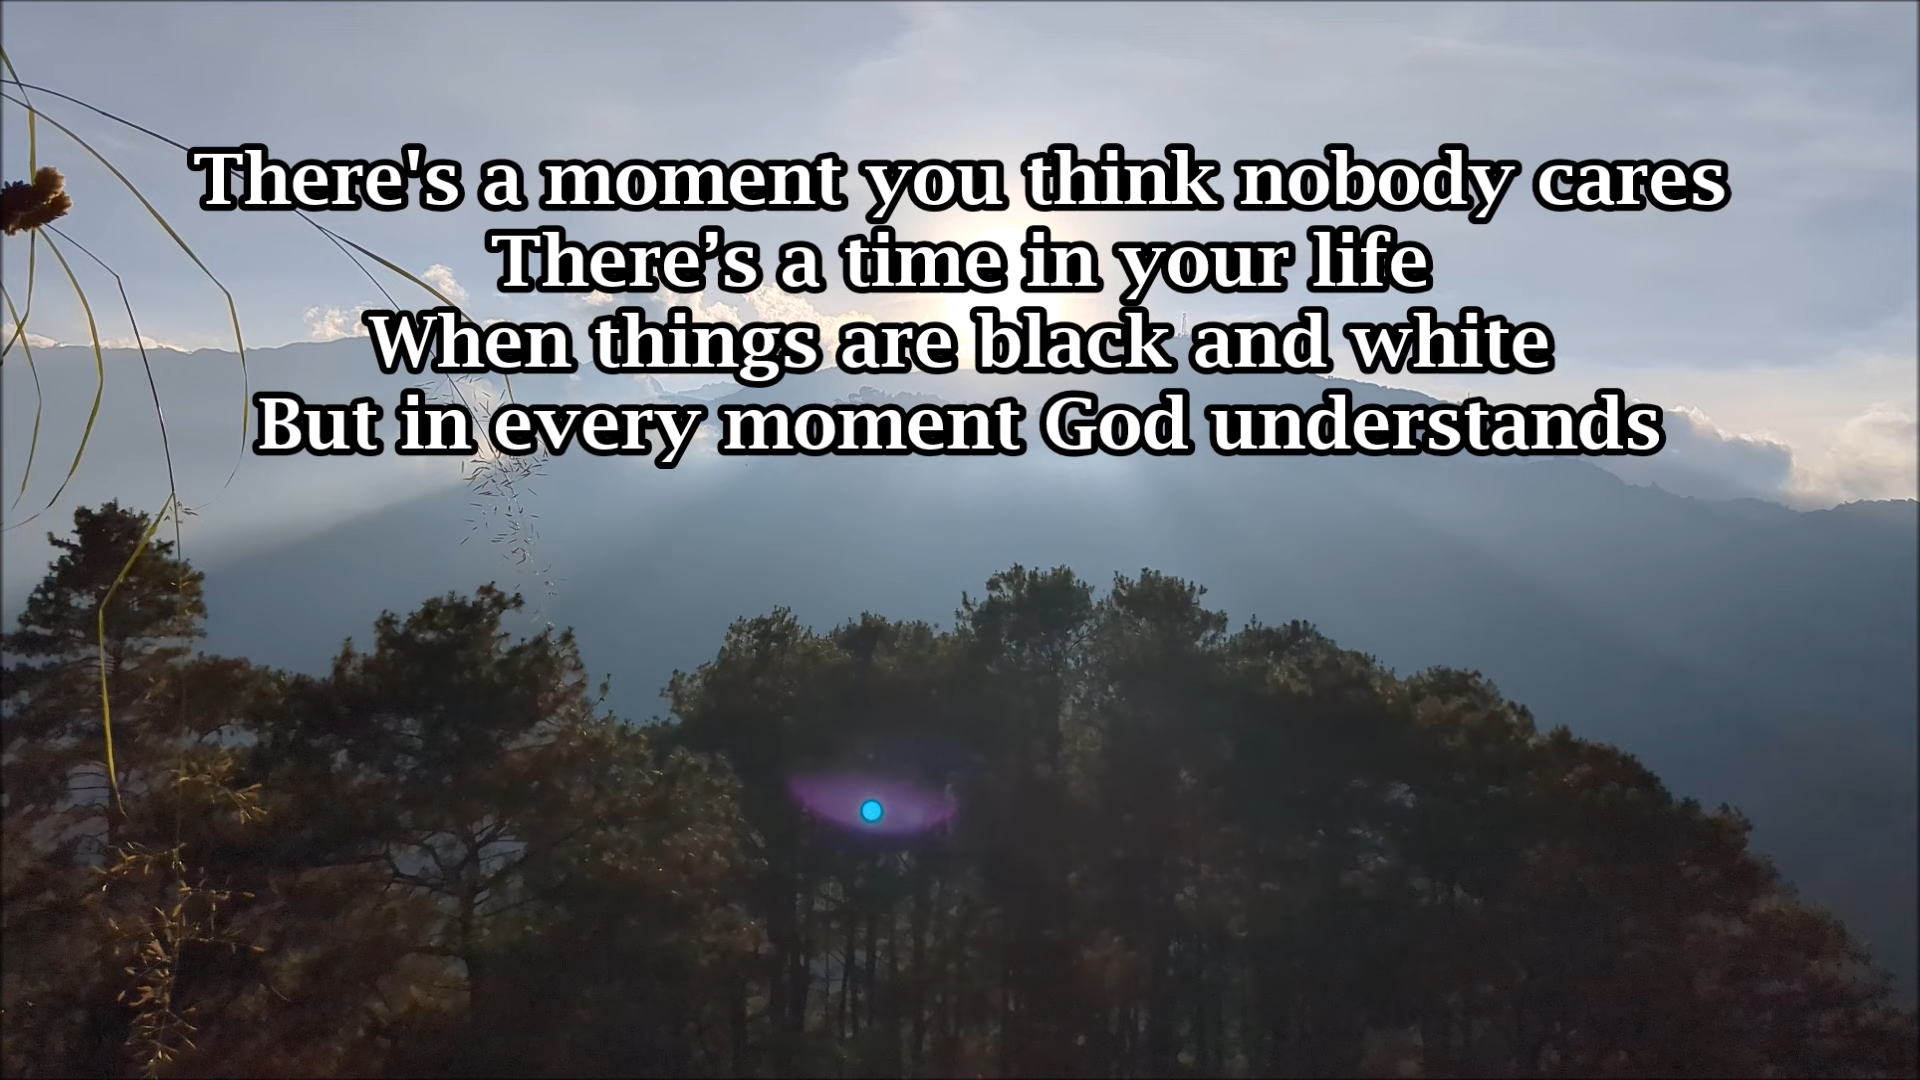 There's a moment you think nobody cares
There’s a time in your life
When things are black and white
But in every moment God understands